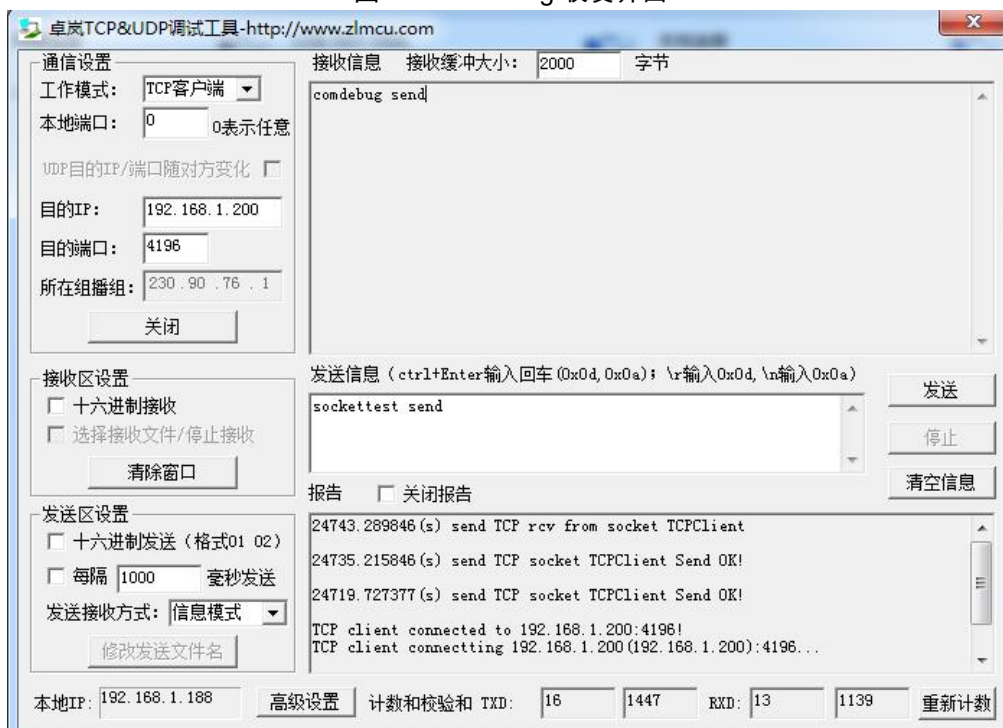 卓岚TCP&UDP调试工具-http://www.zlmcu.com
通信设置
工作模式： TCP客户端
本地端口： 0 0表示任意
UDP目的IP/端口随对方变化
目的IP： 192.168.1.200
目的端口： 4196
所在组播组： 230 .90 .76 . 1
关闭
接收区设置
十六进制接收
选择接收文件/停止接收
清除窗口
发送区设置
十六进制发送（格式01 02）
每隔 1000 毫秒发送
发送接收方式： 信息模式
修改发送文件名
接收信息 接收缓冲大小： 2000 字节
comdebug send
发送信息（ctrl+Enter输入回车(0x0d,0x0a)；\r输入0x0d,\n输入0x0a）
sockettest send
发送
停止
清空信息
报告 关闭报告
24743.289846(s) send TCP rcv from socket TCPClient
24735.215846(s) send TCP socket TCPClient Send OK!
24719.727377(s) send TCP socket TCPClient Send OK!
TCP client connected to 192.168.1.200:4196!
TCP client connectting 192.168.1.200(192.168.1.200):4196...
本地IP: 192.168.1.188 高级设置 计数和校验和 TXD: 16 1447 RXD: 13 1139 重新计数